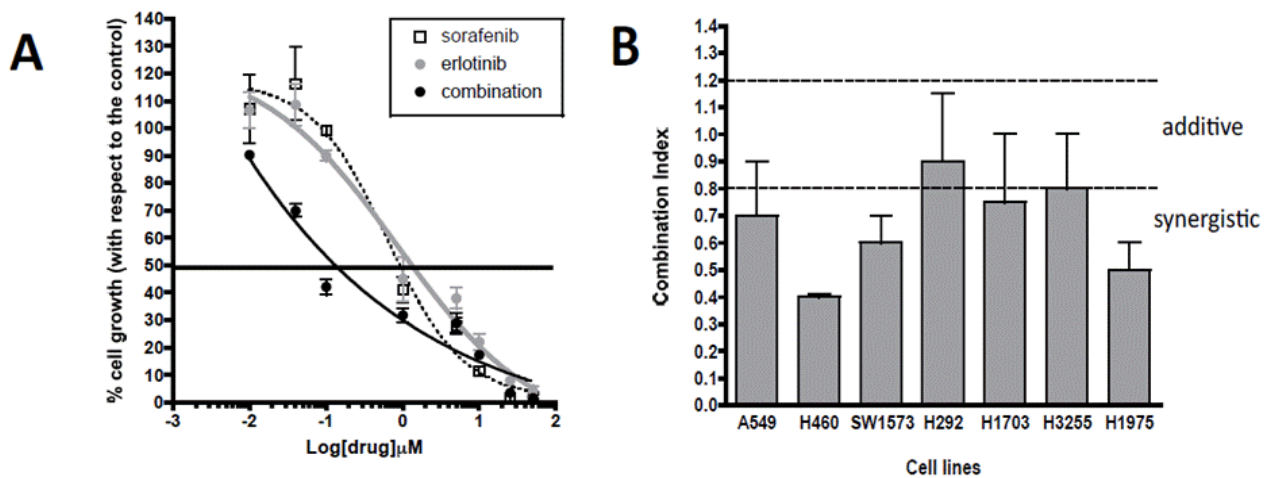 A
% cell growth (with respect to the control)
140
130
120
110
100
90
80
70
60
50
40
30
20
10
0
-3
-2
-1
0
1
2
Log[drug]µM
sorafenib
erlotinib
combination
B
Combination Index
1.4
1.3
1.2
1.1
1.0
0.9
0.8
0.7
0.6
0.5
0.4
0.3
0.2
0.1
0.0
additive
synergistic
A549
H460
SW1573
H292
H1703
H3255
H1975
Cell lines